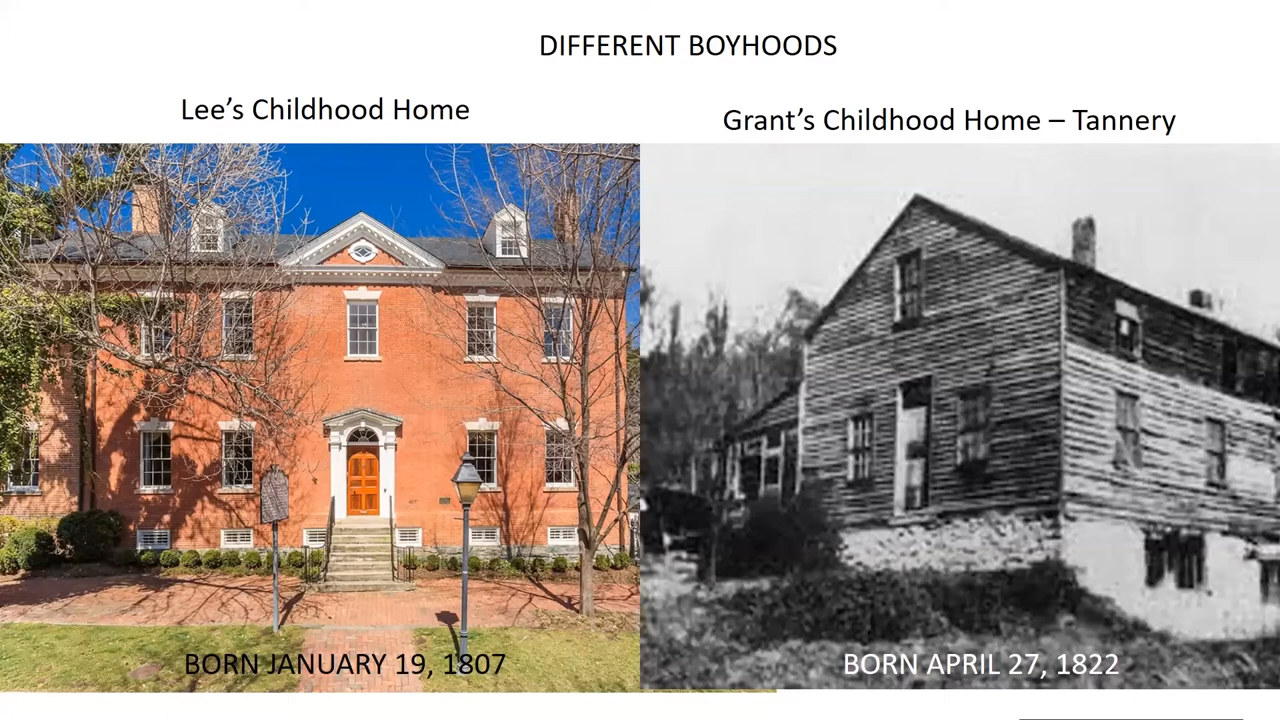 DIFFERENT BOYHOODS
Lee’s Childhood Home
Grant’s Childhood Home – Tannery
BORN JANUARY 19, 1807
BORN APRIL 27, 1822